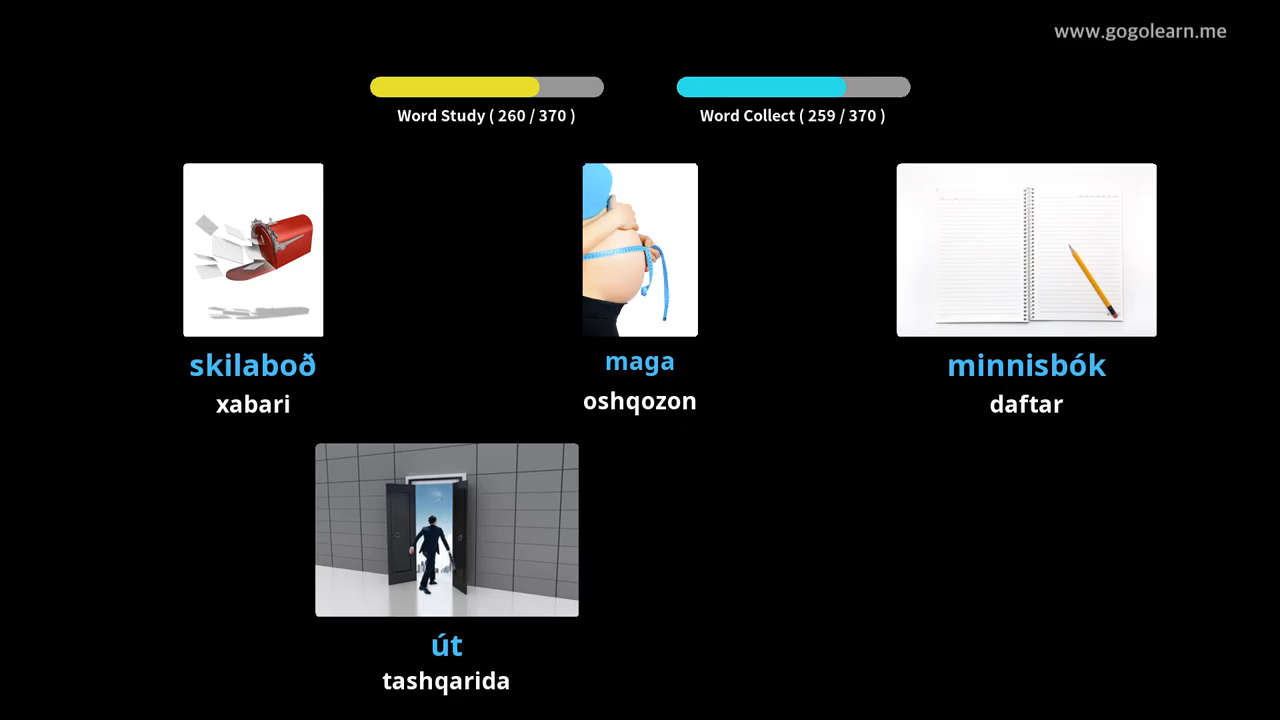 www.gogolearn.me
Word Study ( 260 / 370 )
Word Collect ( 259 / 370 )
skilaboð
xabari
maga
oshqozon
minnisbók
daftar
út
tashqarida